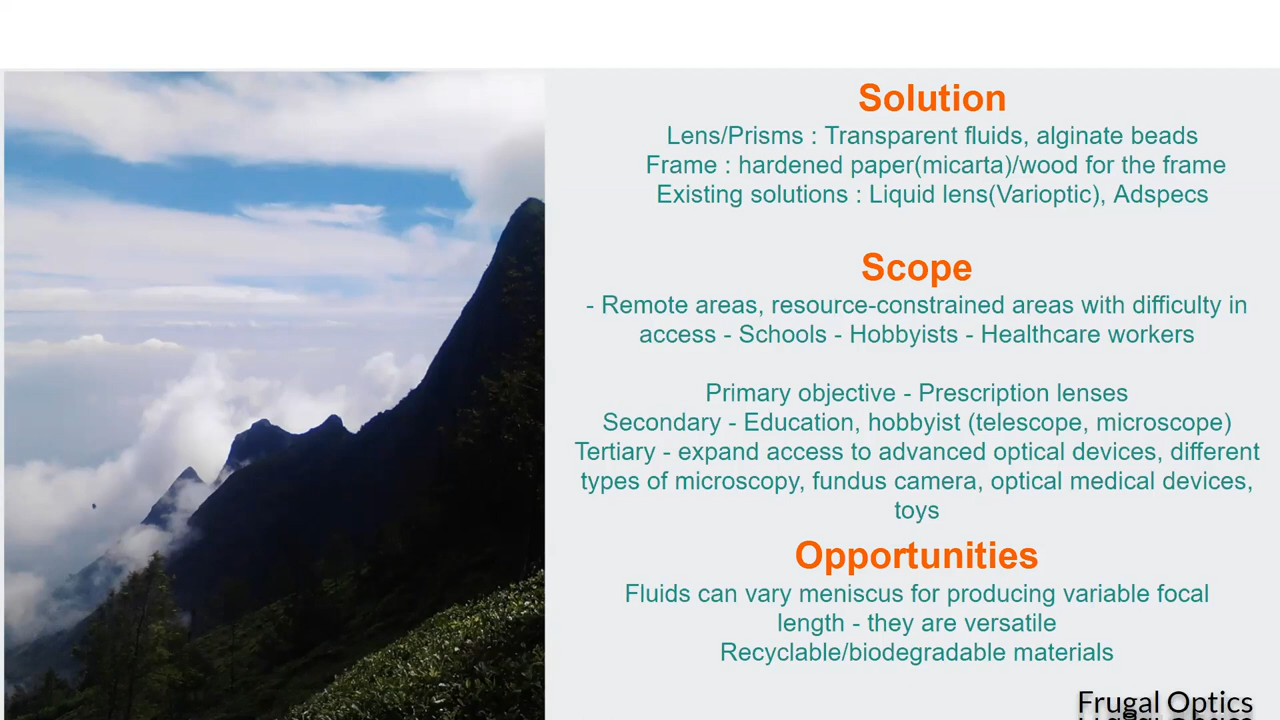 Solution
Lens/Prisms : Transparent fluids, alginate beads
Frame : hardened paper(micarta)/wood for the frame
Existing solutions : Liquid lens(Varioptic), Adspecs
Scope
- Remote areas, resource-constrained areas with difficulty in
access - Schools - Hobbyists - Healthcare workers
Primary objective - Prescription lenses
Secondary - Education, hobbyist (telescope, microscope)
Tertiary - expand access to advanced optical devices, different
types of microscopy, fundus camera, optical medical devices,
toys
Opportunities
Fluids can vary meniscus for producing variable focal
length - they are versatile
Recyclable/biodegradable materials
Frugal Optics